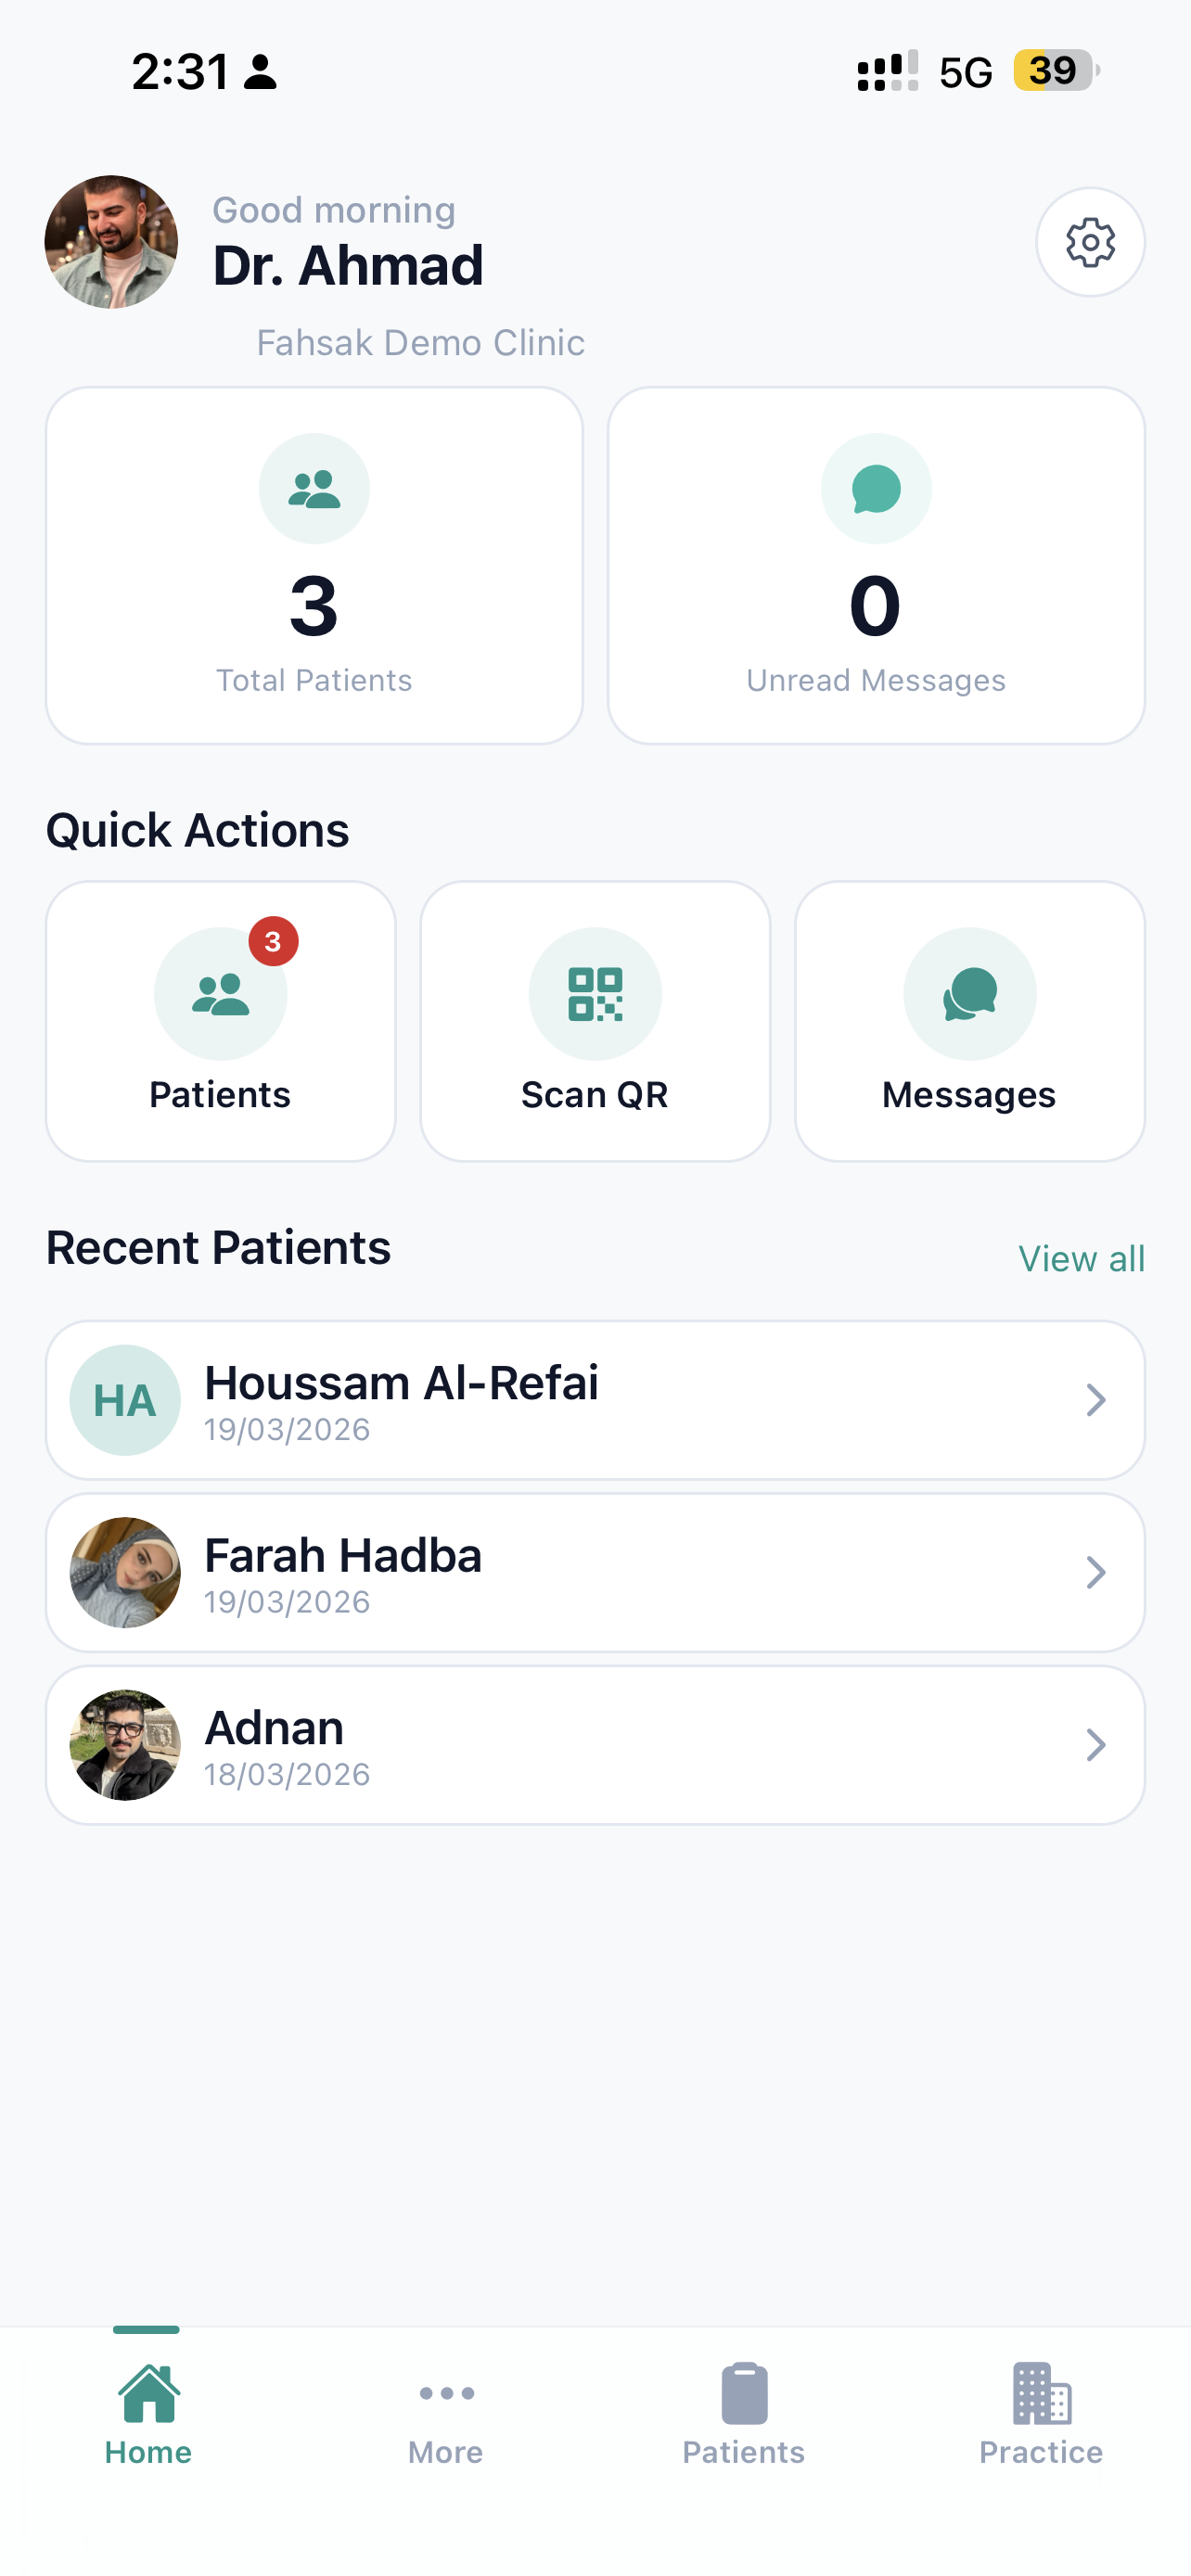 2:31
5G
39
Good morning
Dr. Ahmad
Fahsak Demo Clinic
3
Total Patients
0
Unread Messages
Quick Actions
3
Patients
Scan QR
Messages
Recent Patients
View all
HA
Houssam Al-Refai
19/03/2026
Farah Hadba
19/03/2026
Adnan
18/03/2026
Home
More
Patients
Practice